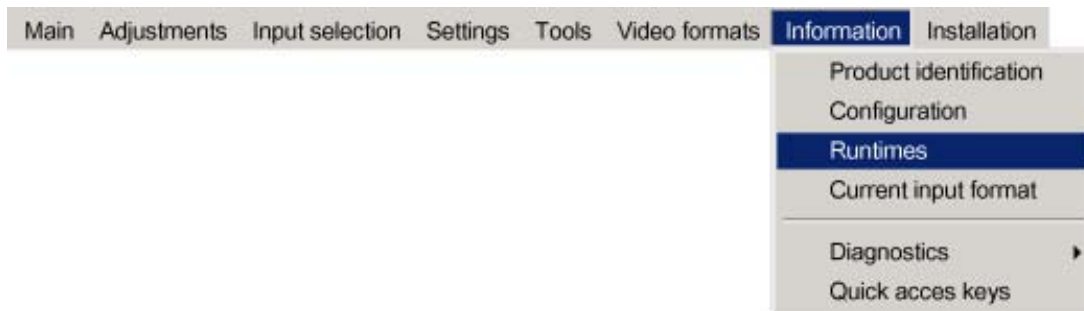 Main Adjustments Input selection Settings Tools Video formats Information Installation
Product identification
Configuration
Runtimes
Current input format
Diagnostics
Quick acces keys